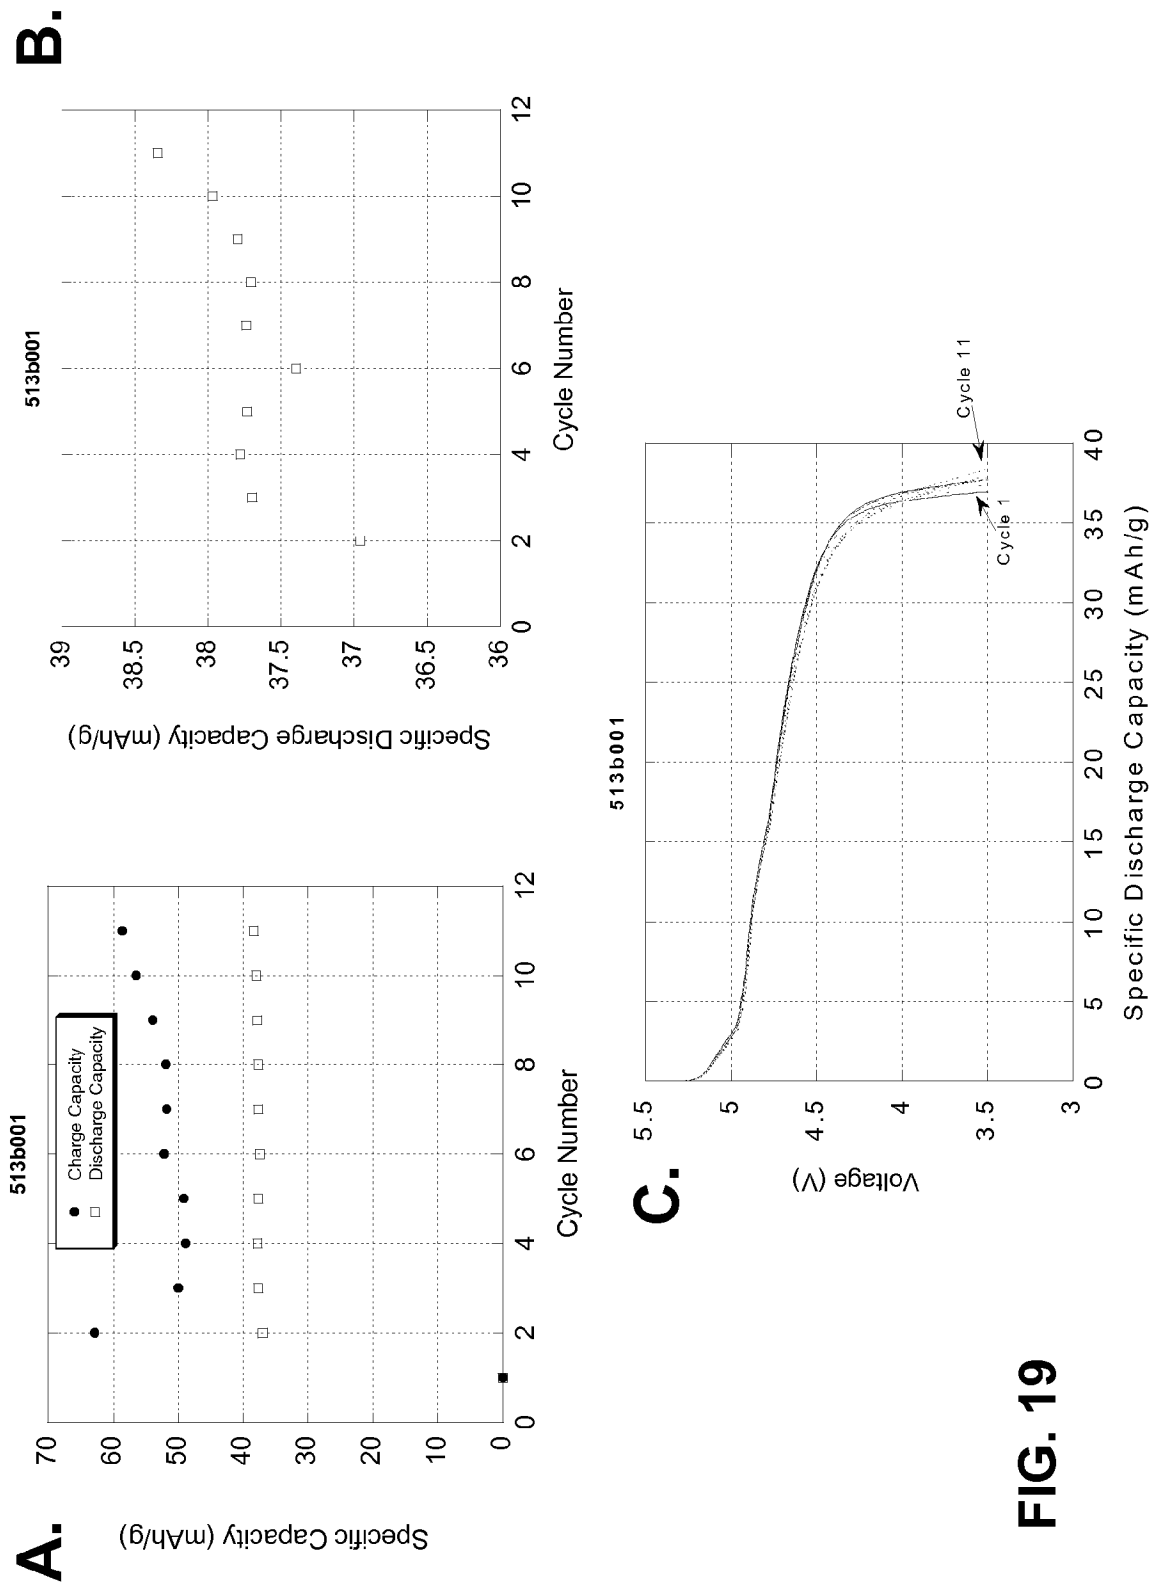 A.
513b001
Specific Capacity (mAh/g)
70
60
50
40
30
20
10
0
Charge Capacity
Discharge Capacity
0
2
4
6
8
10
12
Cycle Number
B.
513b001
Specific Discharge Capacity (mAh/g)
39
38.5
38
37.5
37
36.5
36
0
2
4
6
8
10
12
Cycle Number
C.
513b001
Voltage (V)
5.5
5
4.5
4
3.5
3
Cycle 1
Cycle 11
0
5
10
15
20
25
30
35
40
Specific Discharge Capacity (mAh/g)
FIG. 19